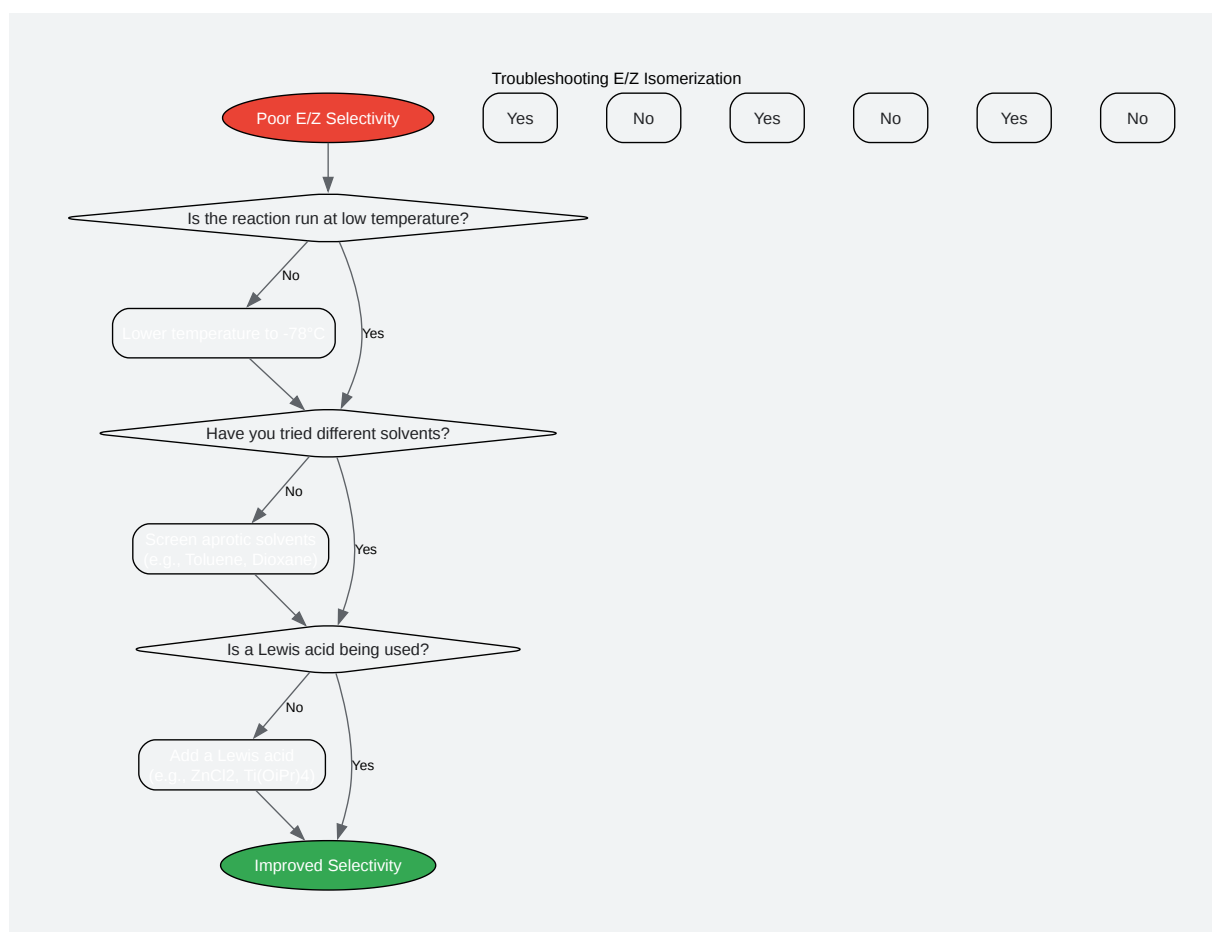 Troubleshooting E/Z Isomerization
Poor E/Z Selectivity
Yes
No
Yes
No
Yes
No
Is the reaction run at low temperature?
No
Lower temperature to -78°C
Yes
Have you tried different solvents?
No
Screen aprotic solvents
(e.g., Toluene, Dioxane)
Yes
Is a Lewis acid being used?
No
Add a Lewis acid
(e.g., ZnCl2, Ti(OiPr)4)
Yes
Improved Selectivity